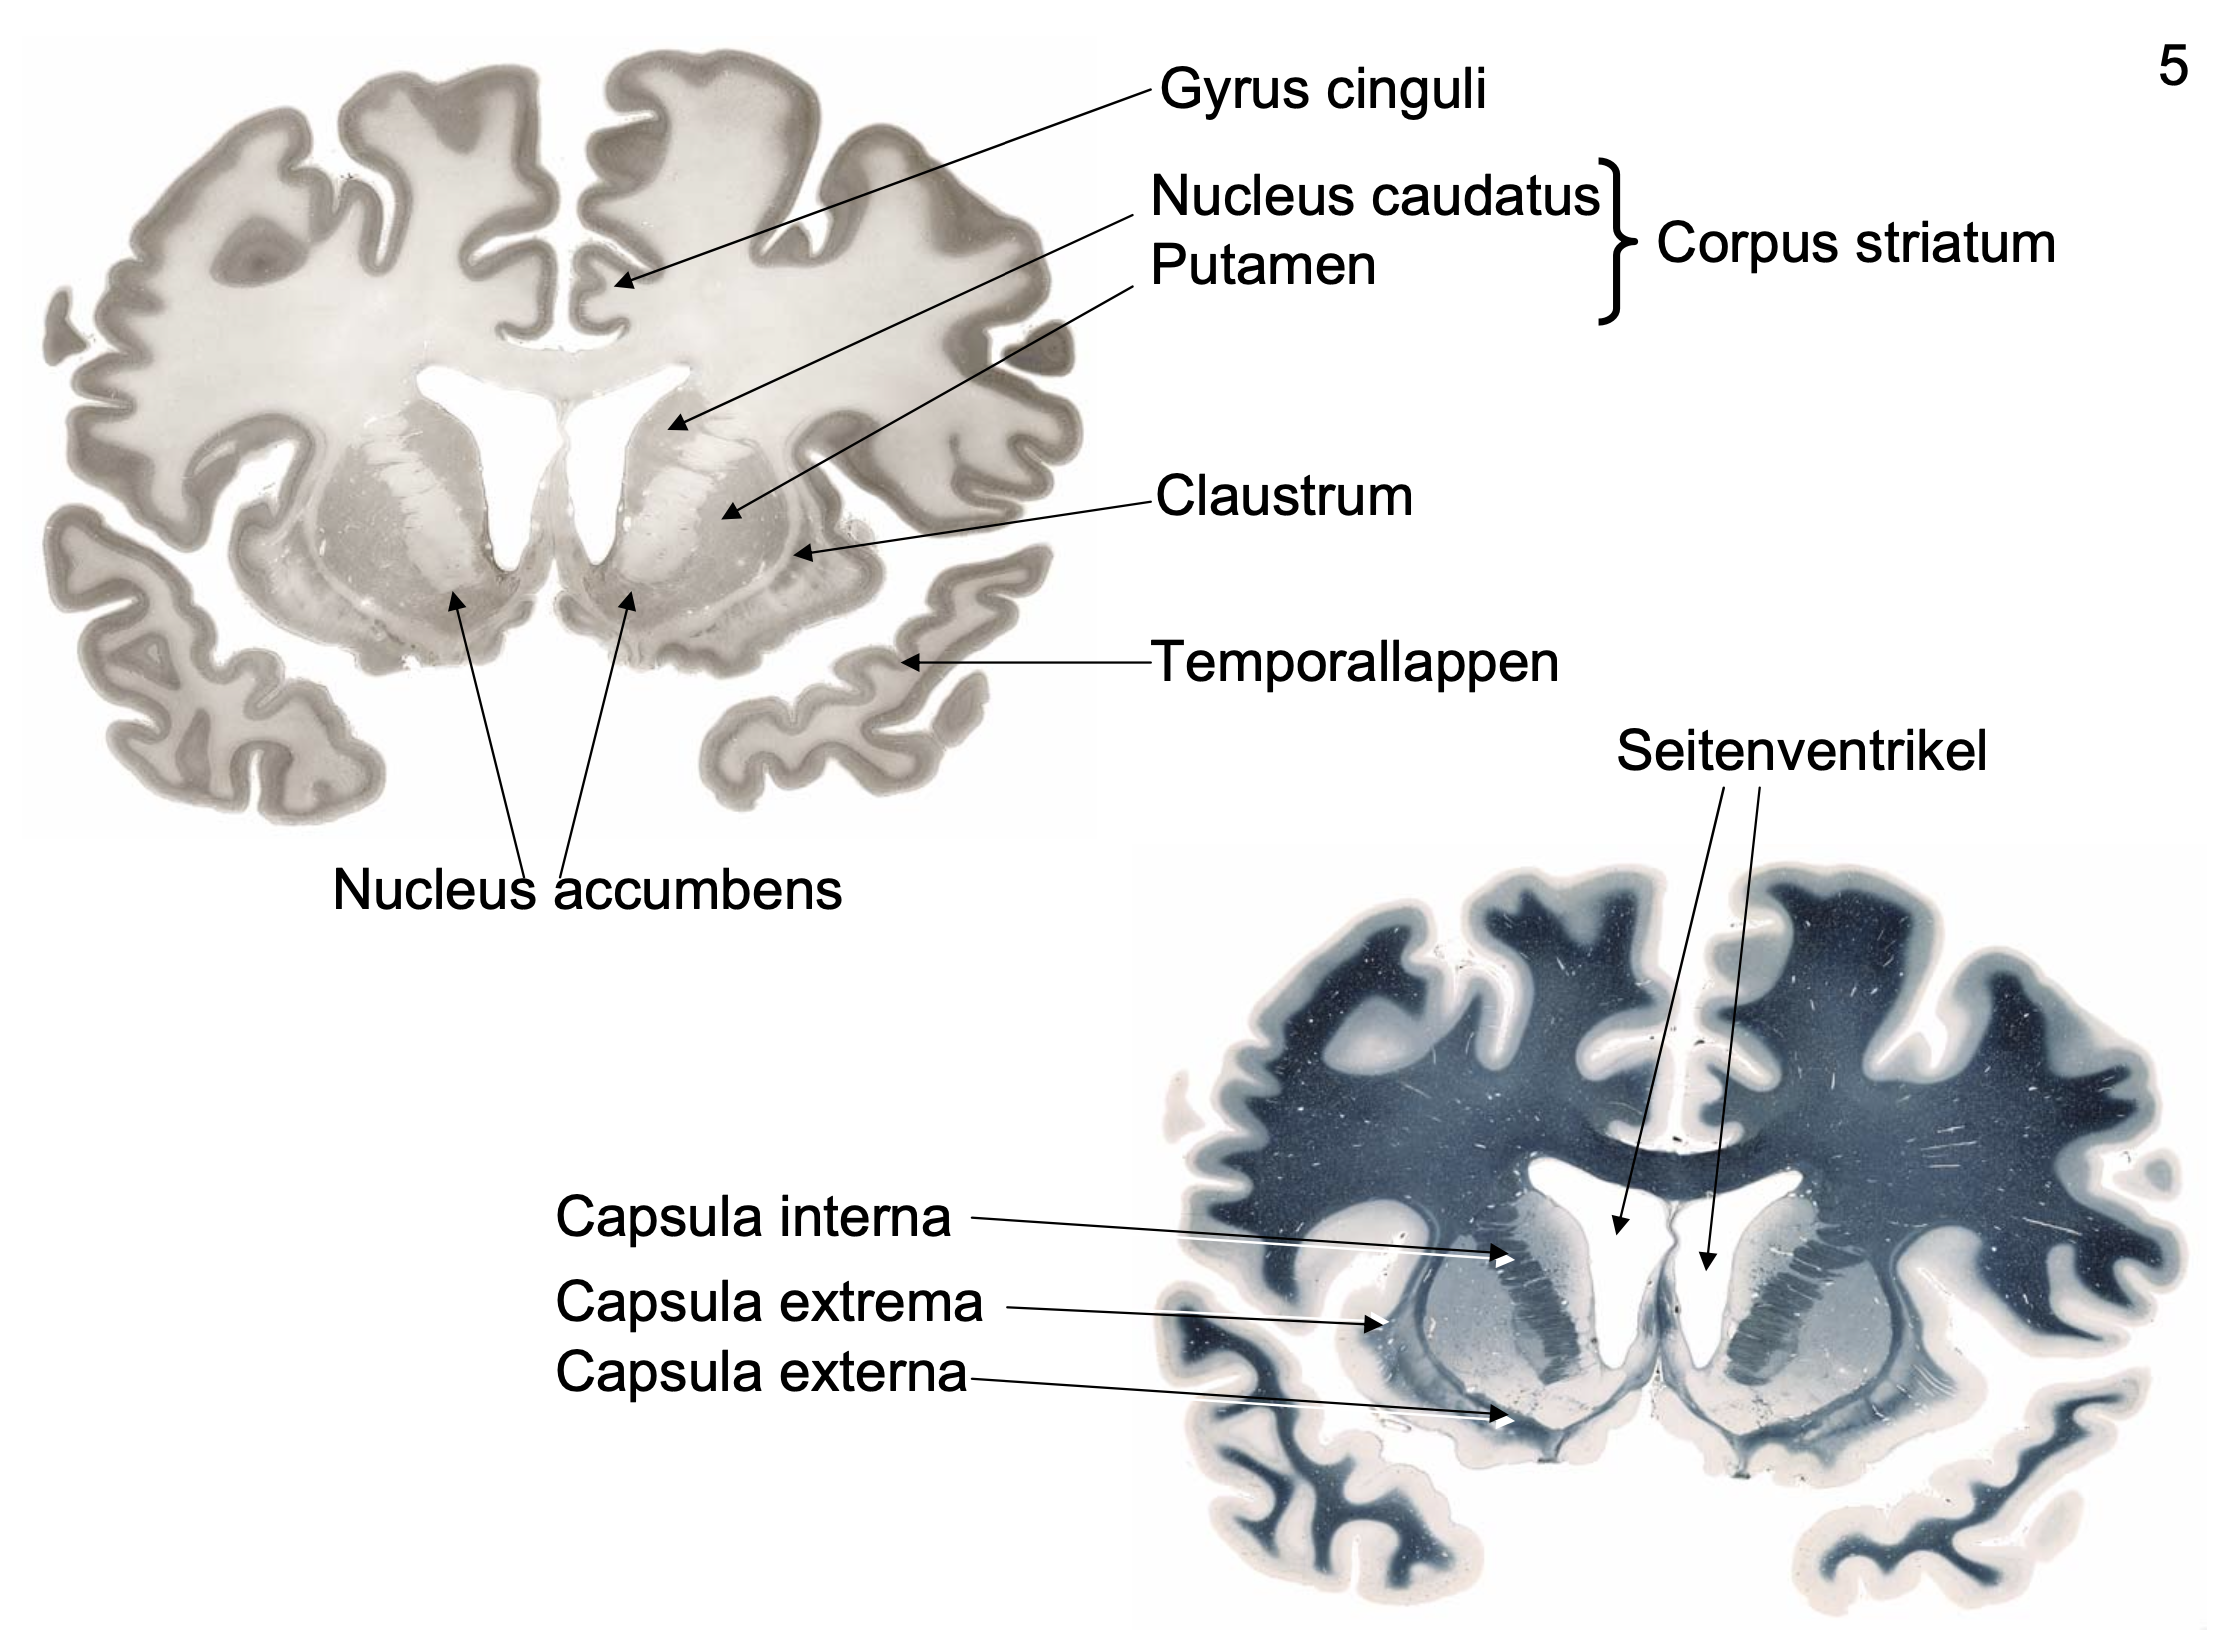 5
Gyrus cinguli
Nucleus caudatus
Putamen
Corpus striatum
Claustrum
Temporallappen
Seitenventrikel
Nucleus accumbens
Capsula interna
Capsula extrema
Capsula externa